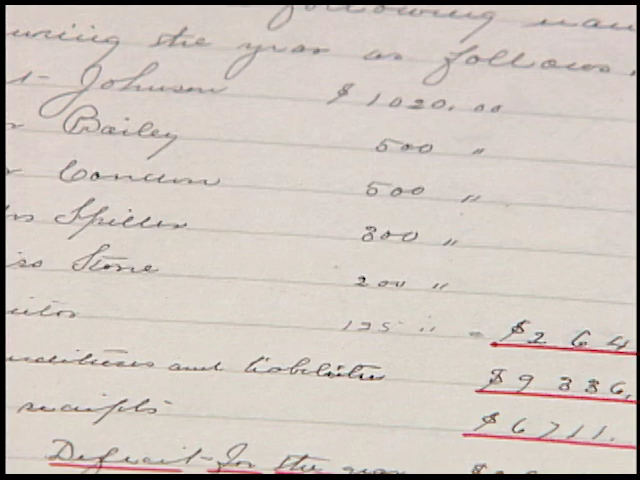 following
during the year as follows.
Johnson $1020.00
Bailey 500 "
500 "
Spiller 300 "
Stone 200 "
125 " = $264
and liabilities $9336.
receipts $6711.
Deficit for the year $